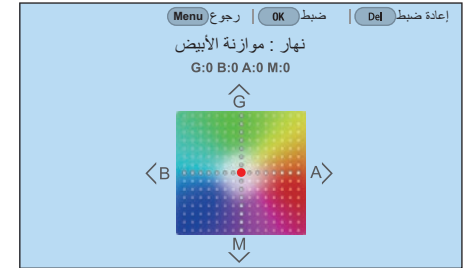 إعادة ضبط Del | ضبط OK | رجوع Menu
نهار : موازنة الأبيض
G:0 B:0 A:0 M:0
G
B A
M